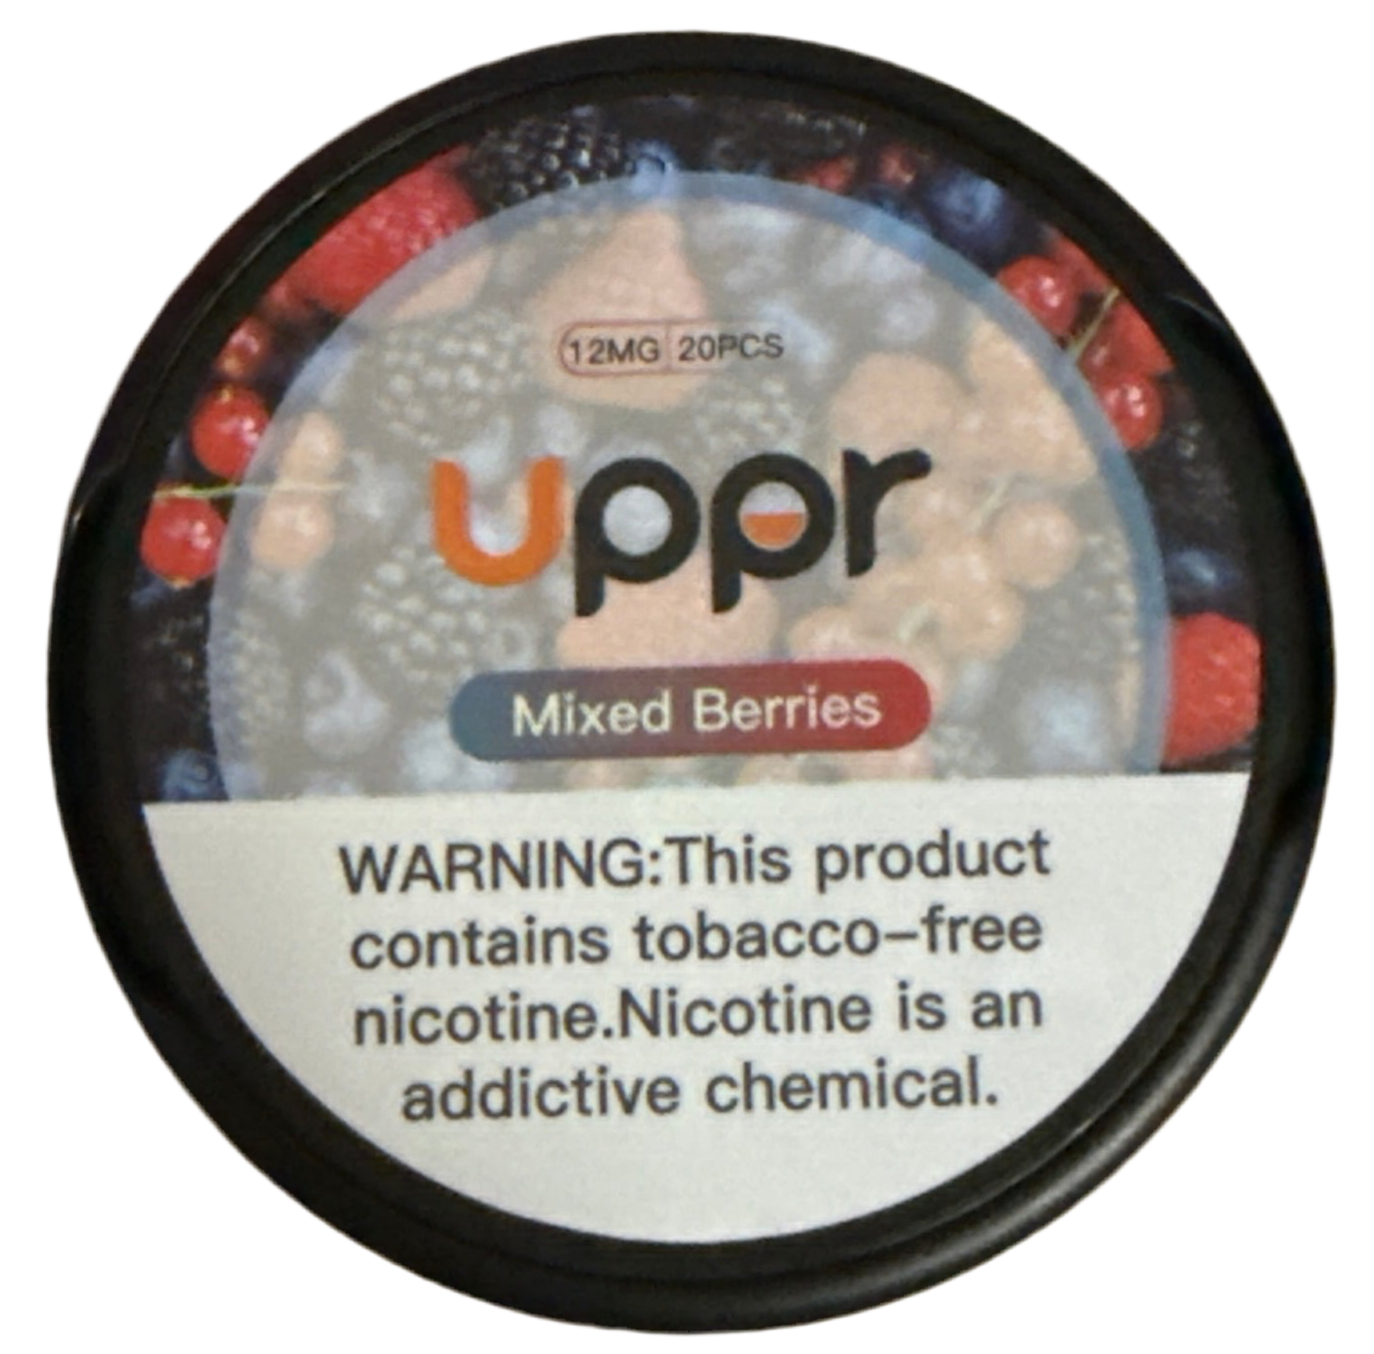 12MG 20PCS
uppr
Mixed Berries
WARNING:This product
contains tobacco-free
nicotine.Nicotine is an
addictive chemical.